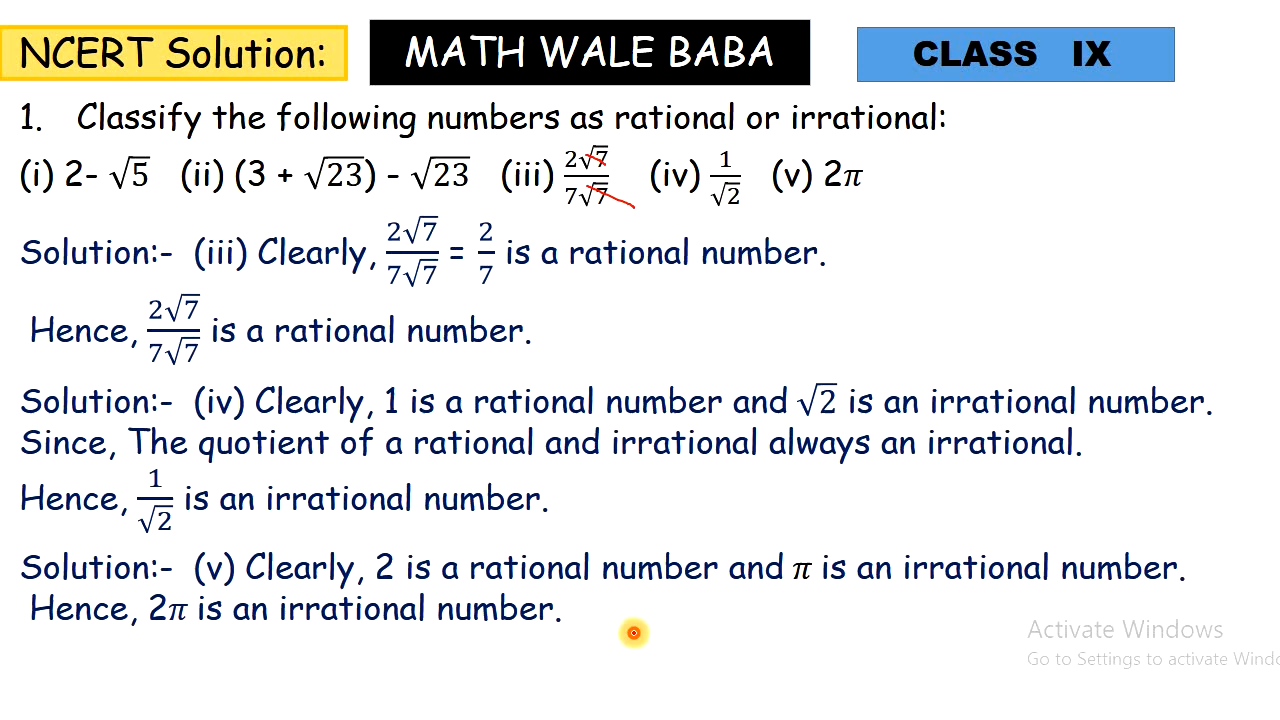 NCERT Solution: MATH WALE BABA CLASS IX
1. Classify the following numbers as rational or irrational:
(i) 2- √5 (ii) (3 + √23) - √23 (iii) 2√7/7√7 (iv) 1/√2 (v) 2π
Solution:- (iii) Clearly, 2√7/7√7 = 2/7 is a rational number.
Hence, 2√7/7√7 is a rational number.
Solution:- (iv) Clearly, 1 is a rational number and √2 is an irrational number.
Since, The quotient of a rational and irrational always an irrational.
Hence, 1/√2 is an irrational number.
Solution:- (v) Clearly, 2 is a rational number and π is an irrational number.
Hence, 2π is an irrational number.
Activate Windows
Go to Settings to activate Windo